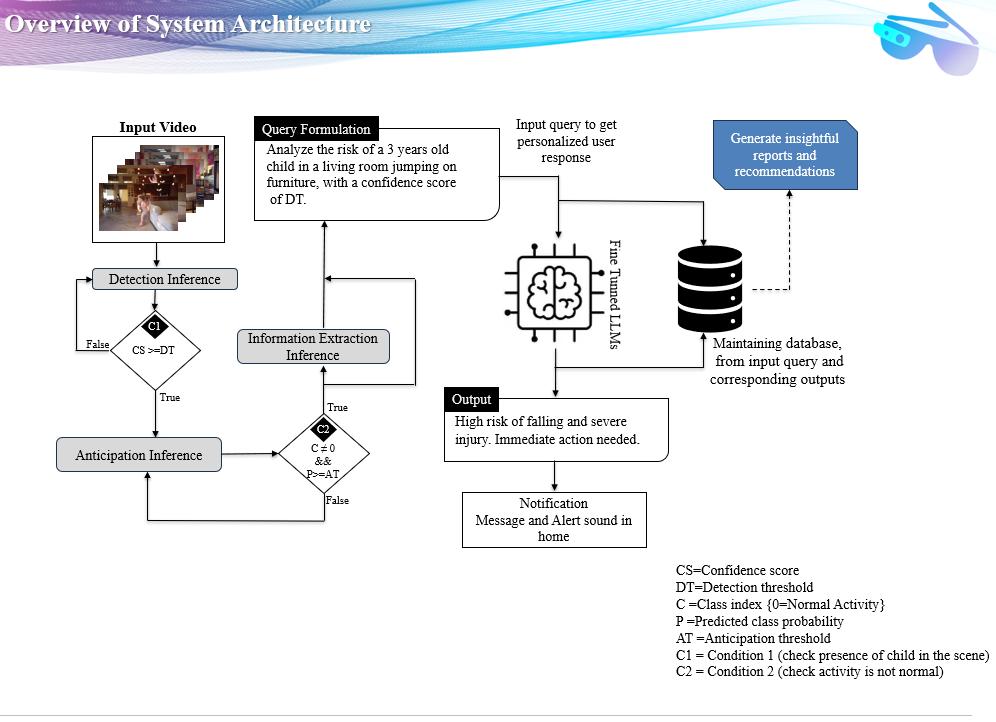 Overview of System Architecture
Input Video
Detection Inference
C1
CS >=DT
False
True
Anticipation Inference
C2
C ≠ 0
&&
P>=AT
True
False
Information Extraction
Inference
Query Formulation
Analyze the risk of a 3 years old
child in a living room jumping on
furniture, with a confidence score
of DT.
Input query to get
personalized user
response
Fine Tunned LLMs
Generate insightful
reports and
recommendations
Maintaining database,
from input query and
corresponding outputs
Output
High risk of falling and severe
injury. Immediate action needed.
Notification
Message and Alert sound in
home
CS=Confidence score
DT=Detection threshold
C =Class index {0=Normal Activity}
P =Predicted class probability
AT =Anticipation threshold
C1 = Condition 1 (check presence of child in the scene)
C2 = Condition 2 (check activity is not normal)